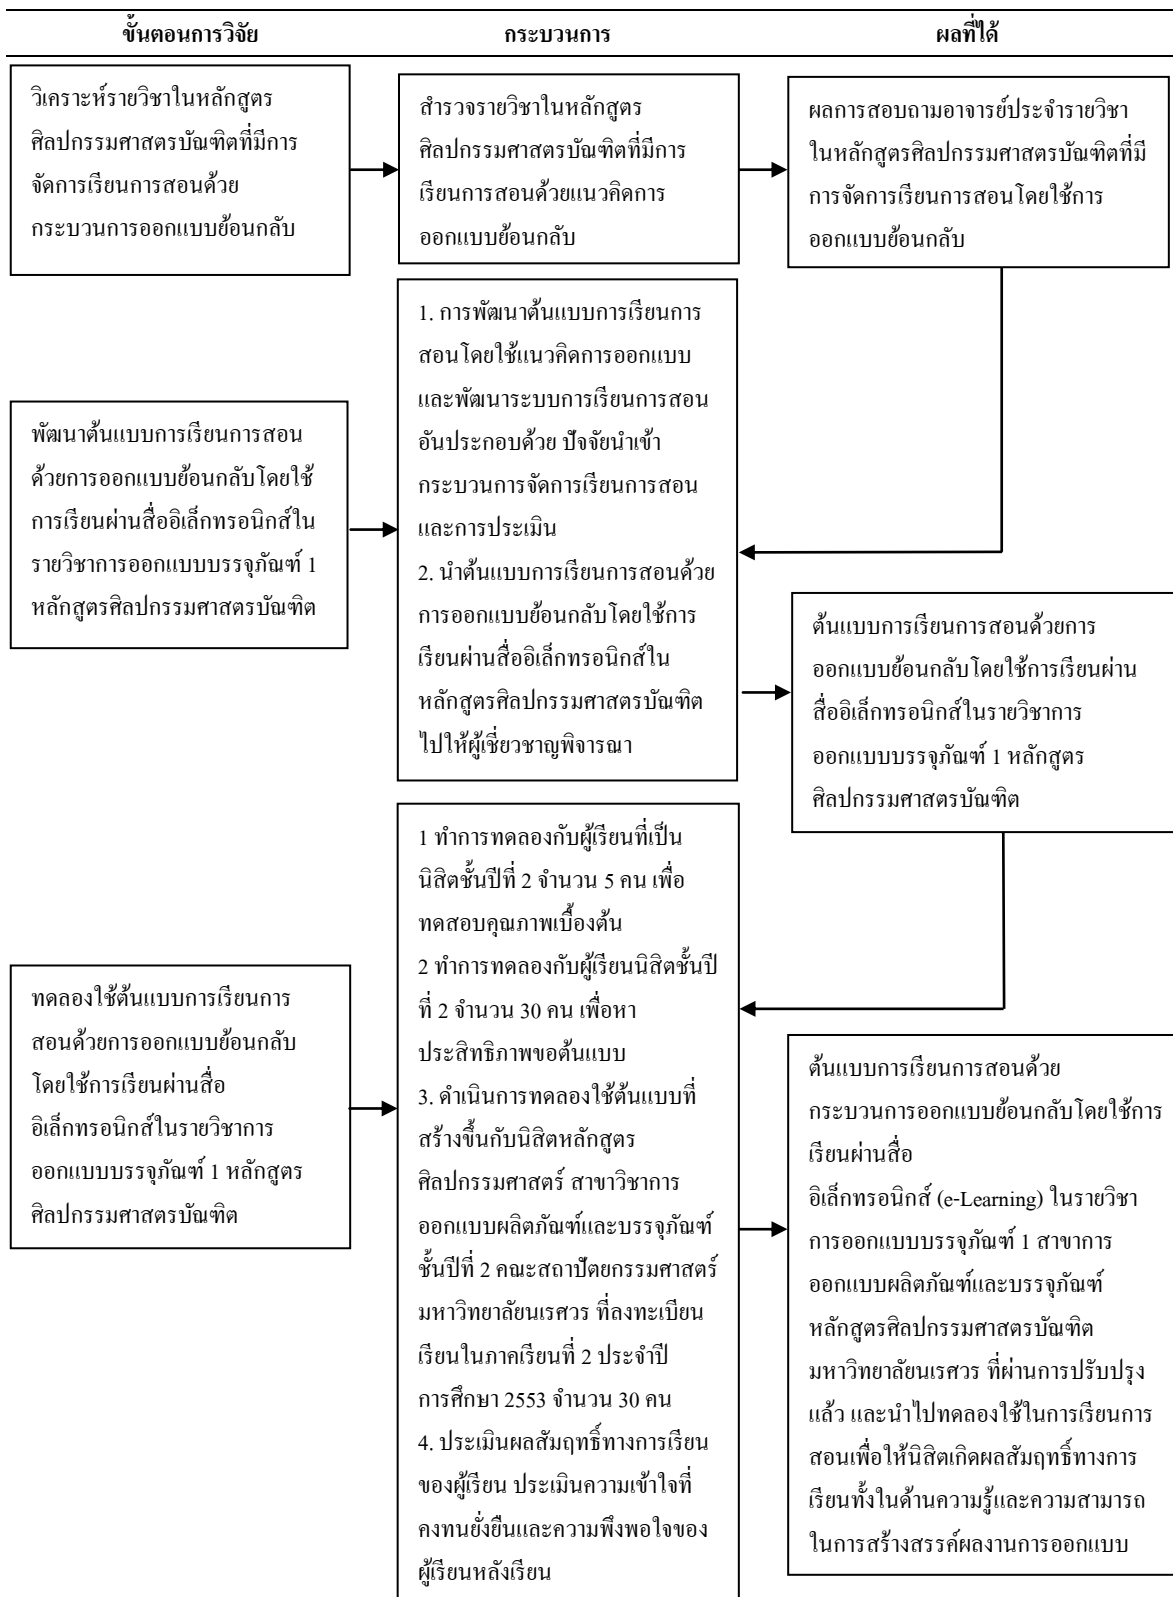 ขั้นตอนการวิจัย
กระบวนการ
ผลที่ได้
วิเคราะห์รายวิชาในหลักสูตร
ศิลปกรรมศาสตรบัณฑิตที่มีการ
จัดการเรียนการสอนด้วย
กระบวนการออกแบบย้อนกลับ
สำรวจรายวิชาในหลักสูตร
ศิลปกรรมศาสตรบัณฑิตที่มีการ
เรียนการสอนด้วยแนวคิดการ
ออกแบบย้อนกลับ
ผลการสอบถามอาจารย์ประจำรายวิชา
ในหลักสูตรศิลปกรรมศาสตรบัณฑิตที่มี
การจัดการเรียนการสอนโดยใช้การ
ออกแบบย้อนกลับ
พัฒนาต้นแบบการเรียนการสอน
ด้วยการออกแบบย้อนกลับโดยใช้
การเรียนผ่านสื่ออิเล็กทรอนิกส์ใน
รายวิชาการออกแบบบรรจุภัณฑ์ 1
หลักสูตรศิลปกรรมศาสตรบัณฑิต
1. การพัฒนาต้นแบบการเรียนการ
สอนโดยใช้แนวคิดการออกแบบ
และพัฒนาระบบการเรียนการสอน
อันประกอบด้วย ปัจจัยนำเข้า
กระบวนการจัดการเรียนการสอน
และการประเมิน
2. นำต้นแบบการเรียนการสอนด้วย
การออกแบบย้อนกลับโดยใช้การ
เรียนผ่านสื่ออิเล็กทรอนิกส์ใน
หลักสูตรศิลปกรรมศาสตรบัณฑิต
ไปให้ผู้เชี่ยวชาญพิจารณา
ต้นแบบการเรียนการสอนด้วยการ
ออกแบบย้อนกลับโดยใช้การเรียนผ่าน
สื่ออิเล็กทรอนิกส์ในรายวิชาการ
ออกแบบบรรจุภัณฑ์ 1 หลักสูตร
ศิลปกรรมศาสตรบัณฑิต
ทดลองใช้ต้นแบบการเรียนการ
สอนด้วยการออกแบบย้อนกลับ
โดยใช้การเรียนผ่านสื่อ
อิเล็กทรอนิกส์ในรายวิชาการ
ออกแบบบรรจุภัณฑ์ 1 หลักสูตร
ศิลปกรรมศาสตรบัณฑิต
1 ทำการทดลองกับผู้เรียนที่เป็น
นิสิตชั้นปีที่ 2 จำนวน 5 คน เพื่อ
ทดสอบคุณภาพเบื้องต้น
2 ทำการทดลองกับผู้เรียนนิสิตชั้นปี
ที่ 2 จำนวน 30 คน เพื่อหา
ประสิทธิภาพขอต้นแบบ
3. ดำเนินการทดลองใช้ต้นแบบที่
สร้างขึ้นกับนิสิตหลักสูตร
ศิลปกรรมศาสตร์ สาขาวิชาการ
ออกแบบผลิตภัณฑ์และบรรจุภัณฑ์
ชั้นปีที่ 2 คณะสถาปัตยกรรมศาสตร์
มหาวิทยาลัยนเรศวร ที่ลงทะเบียน
เรียนในภาคเรียนที่ 2 ประจำปี
การศึกษา 2553 จำนวน 30 คน
4. ประเมินผลสัมฤทธิ์ทางการเรียน
ของผู้เรียน ประเมินความเข้าใจที่
คงทนยั่งยืนและความพึงพอใจของ
ผู้เรียนหลังเรียน
ต้นแบบการเรียนการสอนด้วย
กระบวนการออกแบบย้อนกลับโดยใช้การ
เรียนผ่านสื่อ
อิเล็กทรอนิกส์ (e-Learning) ในรายวิชา
การออกแบบบรรจุภัณฑ์ 1 สาขาการ
ออกแบบผลิตภัณฑ์และบรรจุภัณฑ์
หลักสูตรศิลปกรรมศาสตรบัณฑิต
มหาวิทยาลัยนเรศวร ที่ผ่านการปรับปรุง
แล้ว และนำไปทดลองใช้ในการเรียนการ
สอนเพื่อให้นิสิตเกิดผลสัมฤทธิ์ทางการ
เรียนทั้งในด้านความรู้และความสามารถ
ในการสร้างสรรค์ผลงานการออกแบบ